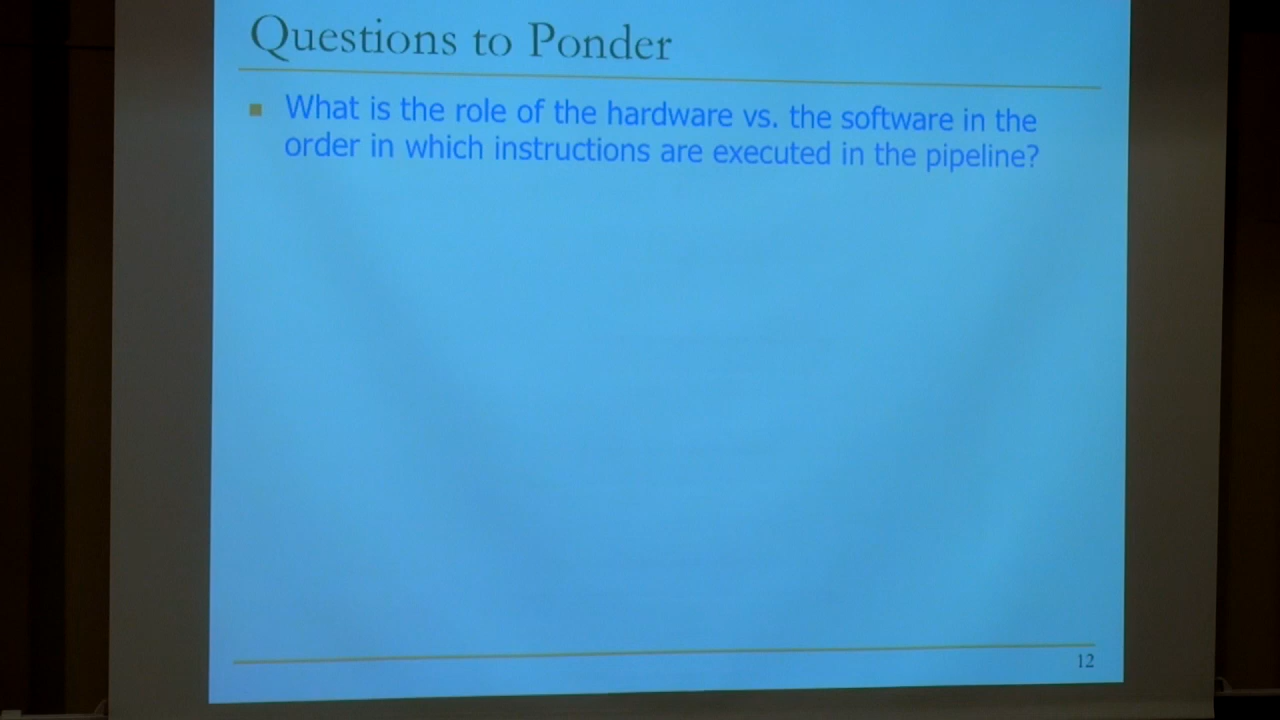 Questions to Ponder
What is the role of the hardware vs. the software in the
order in which instructions are executed in the pipeline?
12